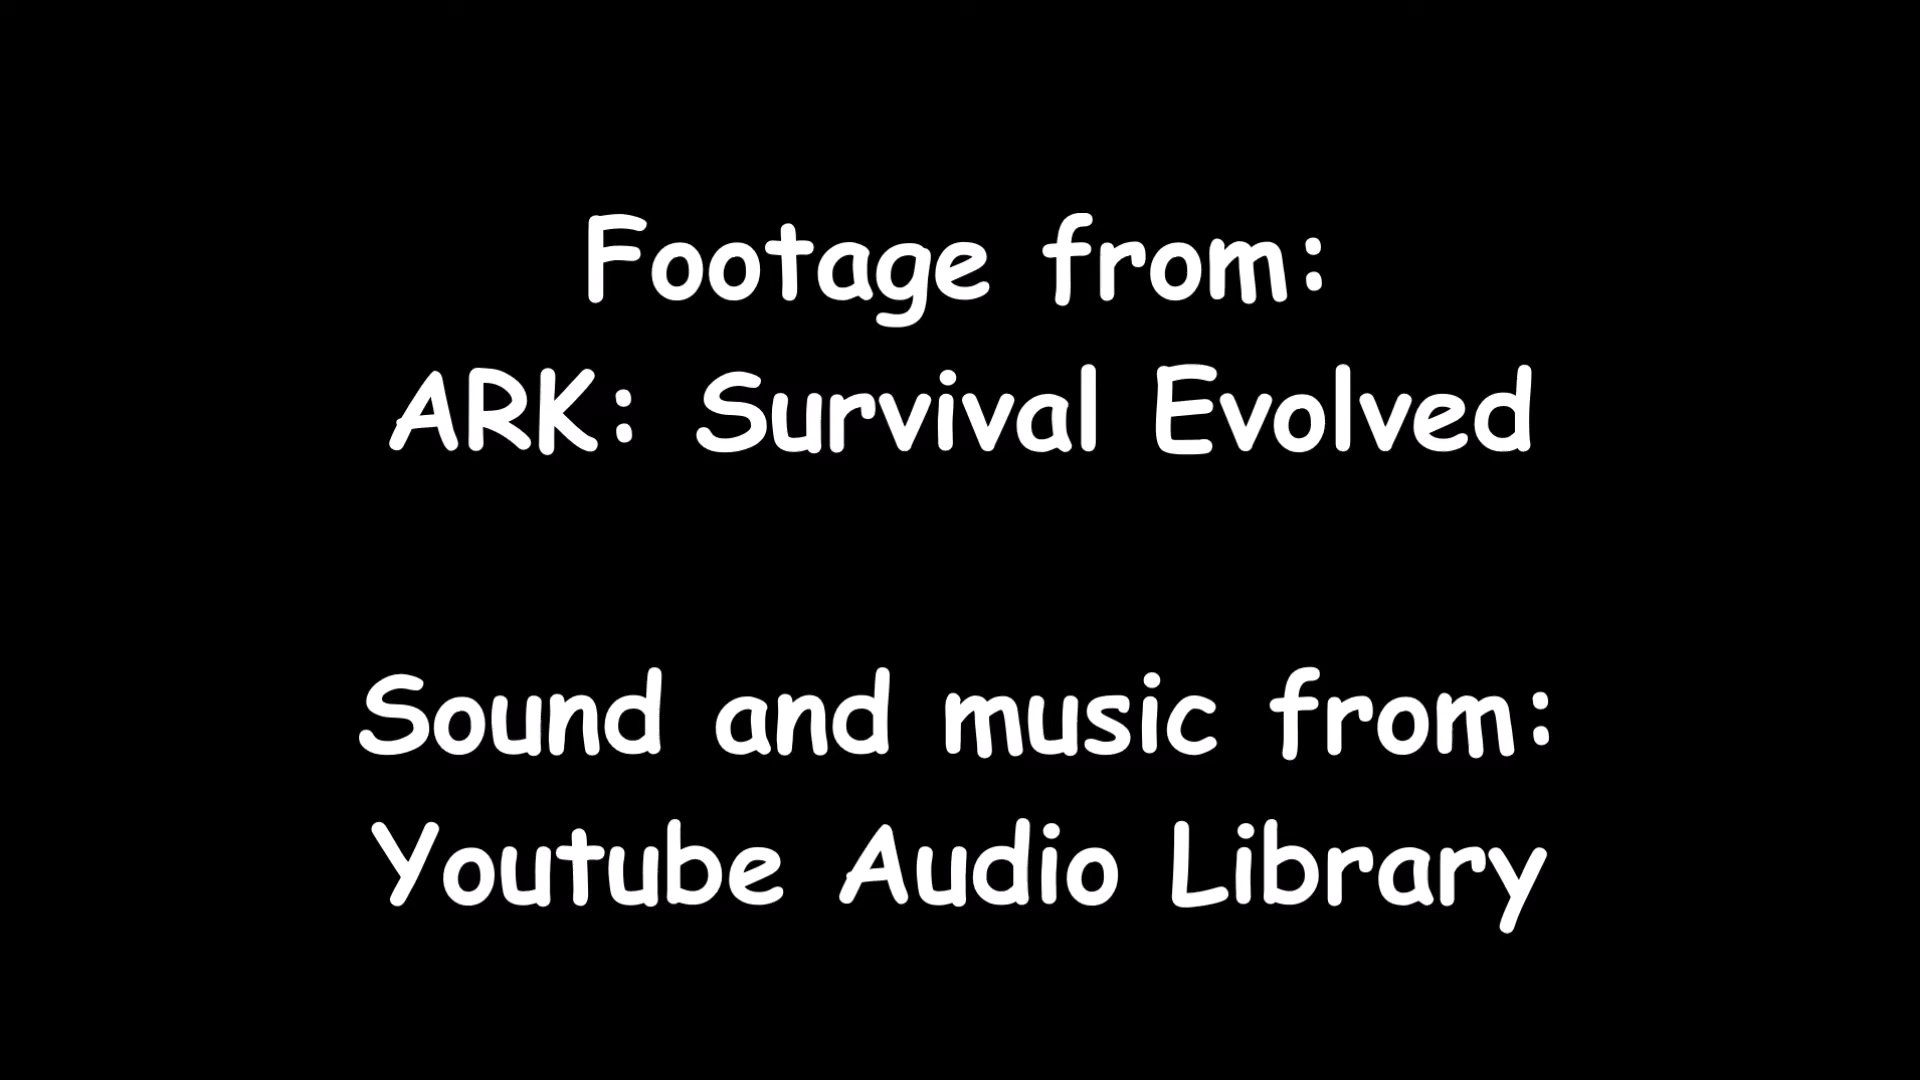 Footage from:
ARK: Survival Evolved
Sound and music from:
Youtube Audio Library